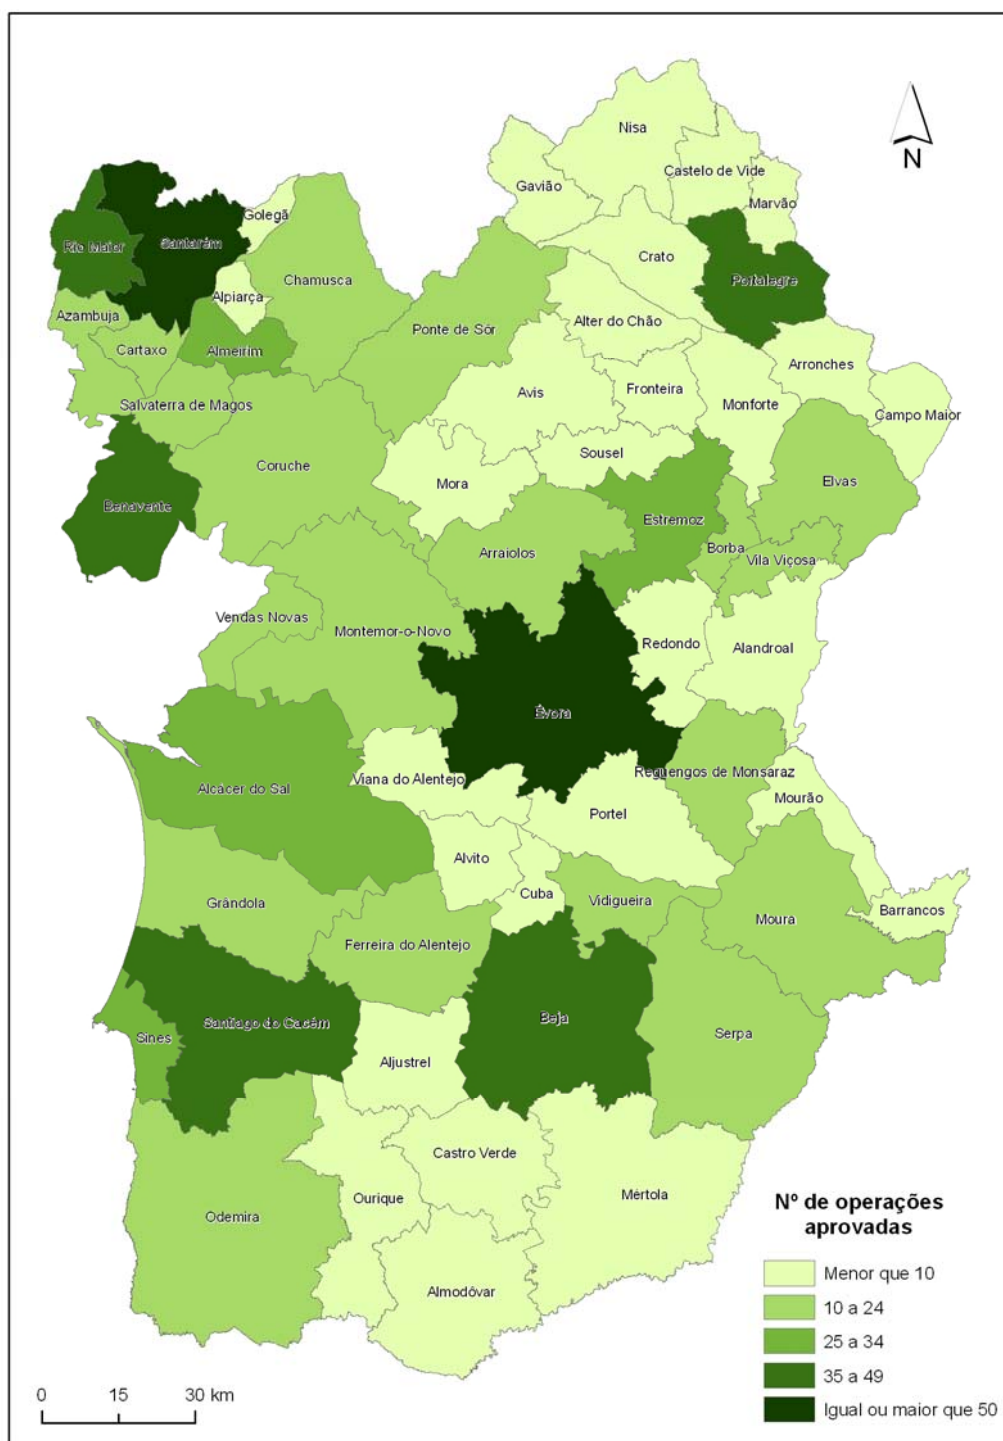 Nisa
Castelo de Vide
Gavião
Marvão
Golegã
Rio Maior
Santarém
Crato
Chamusca
Portalegre
Alpiarça
Azambuja
Ponte de Sôr
Alter do Chão
Cartaxo
Almeirim
Arronches
Avis
Fronteira
Monforte
Salvaterra de Magos
Campo Maior
Sousel
Coruche
Mora
Elvas
Benavente
Estremoz
Arraiolos
Borba
Vila Viçosa
Vendas Novas
Montemor-o-Novo
Redondo
Alandroal
Évora
Viana do Alentejo
Reguengos de Monsaraz
Alcácer do Sal
Mourão
Portel
Alvito
Cuba
Vidigueira
Grândola
Barrancos
Moura
Ferreira do Alentejo
Santiago do Cacém
Beja
Sines
Serpa
Aljustrel
Castro Verde
Ourique
Mértola
Odemira
Almodôvar
N
Nº de operações
aprovadas
Menor que 10
10 a 24
25 a 34
35 a 49
Igual ou maior que 50
0 15 30 km